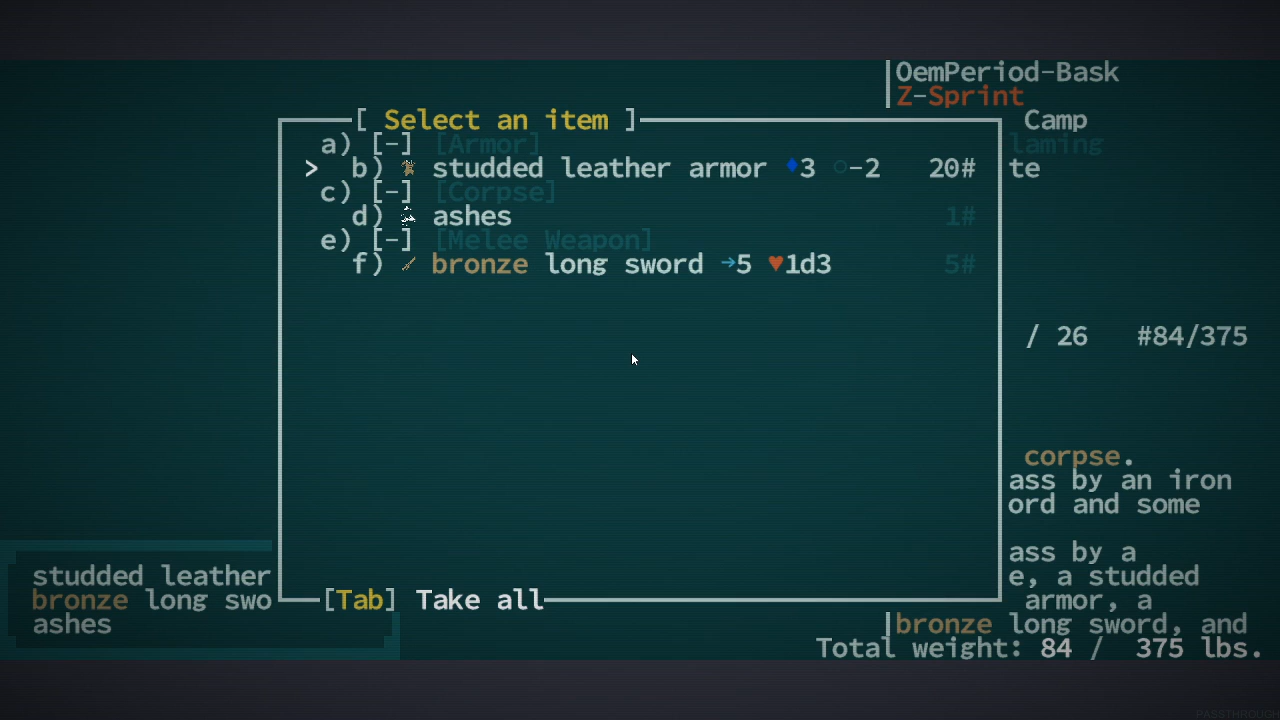 OemPeriod-Bask
Z-Sprint
[ Select an item ]
Camp
a) [-] [Armor]
laming
> b) studded leather armor ♦3 ○-2 20#
te
c) [-] [Corpse]
d) ashes 1#
e) [-] [Melee Weapon]
f) bronze long sword →5 ♥1d3 5#
/ 26 #84/375
corpse.
ass by an iron
ord and some
ass by a
studded leather
e, a studded
bronze long swo
[Tab] Take all
armor, a
ashes
bronze long sword, and
Total weight: 84 / 375 lbs.
PASSTHROUGH